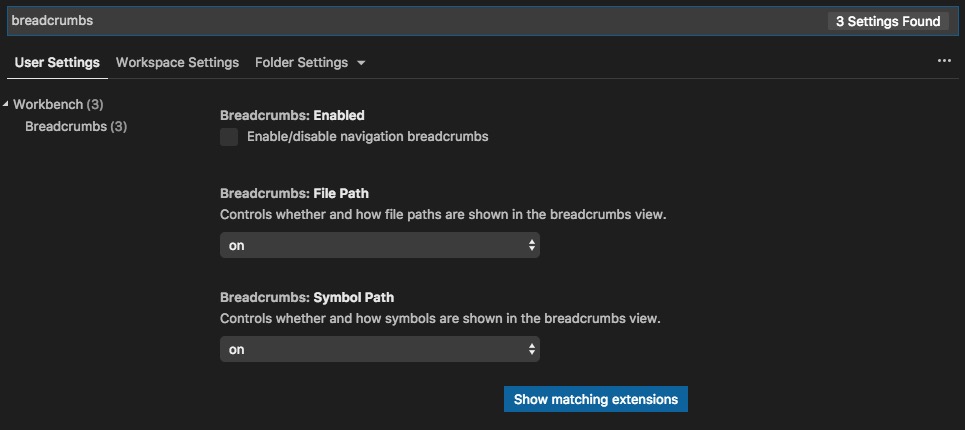 breadcrumbs
3 Settings Found
User Settings Workspace Settings Folder Settings
Workbench (3)
Breadcrumbs (3)
Breadcrumbs: Enabled
Enable/disable navigation breadcrumbs
Breadcrumbs: File Path
Controls whether and how file paths are shown in the breadcrumbs view.
on
Breadcrumbs: Symbol Path
Controls whether and how symbols are shown in the breadcrumbs view.
on
Show matching extensions